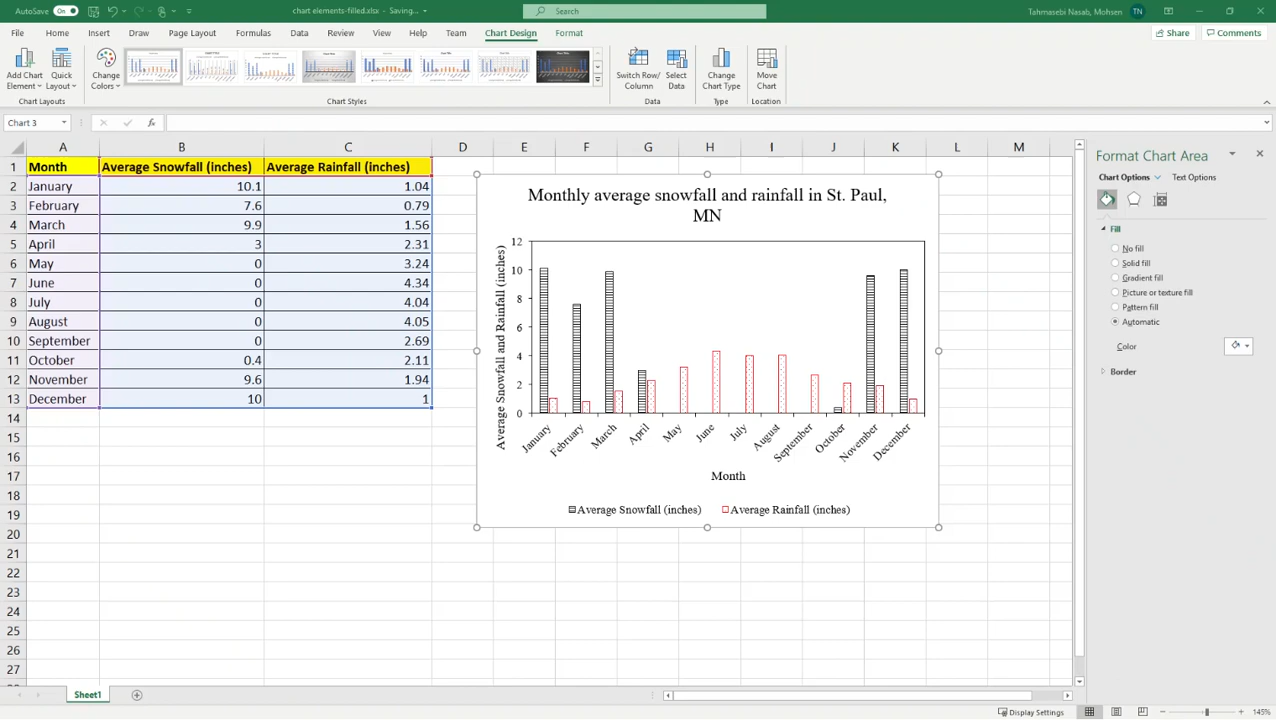 AutoSave On chart elements-filled.xlsx - Saving... Search Tahmasebi Nasab, Mohsen TN
File Home Insert Draw Page Layout Formulas Data Review View Help Team Chart Design Format Share Comments
Add Chart Element Quick Layout Change Colors Switch Row/Column Select Data Change Chart Type Move Chart
Chart Layouts Chart Styles Data Type Location
Chart 3 fx
A B C D E F G H I J K L M
1 Month Average Snowfall (inches) Average Rainfall (inches)
2 January 10.1 1.04
3 February 7.6 0.79
4 March 9.9 1.56
5 April 3 2.31
6 May 0 3.24
7 June 0 4.34
8 July 0 4.04
9 August 0 4.05
10 September 0 2.69
11 October 0.4 2.11
12 November 9.6 1.94
13 December 10 1
14
15
16
17
18
19
20
21
22
23
24
25
26
27
Monthly average snowfall and rainfall in St. Paul,
MN
Average Snowfall and Rainfall (inches)
12
10
8
6
4
2
0
January February March April May June July August September October November December
Month
Average Snowfall (inches) Average Rainfall (inches)
Format Chart Area
Chart Options Text Options
Fill
No fill
Solid fill
Gradient fill
Picture or texture fill
Pattern fill
Automatic
Color
Border
Sheet1
Display Settings 145%